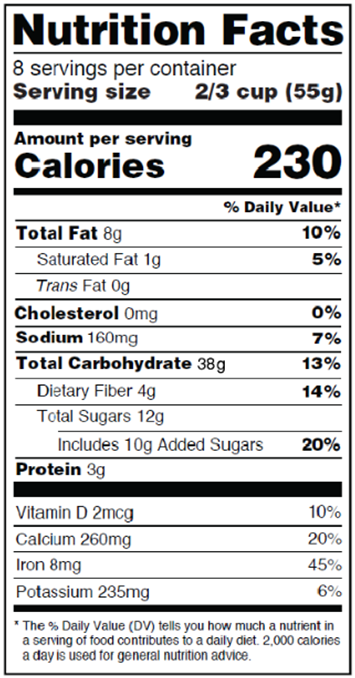 Nutrition Facts
8 servings per container
Serving size 2/3 cup (55g)
Amount per serving
Calories 230
% Daily Value*
Total Fat 8g 10%
Saturated Fat 1g 5%
Trans Fat 0g
Cholesterol 0mg 0%
Sodium 160mg 7%
Total Carbohydrate 38g 13%
Dietary Fiber 4g 14%
Total Sugars 12g
Includes 10g Added Sugars 20%
Protein 3g
Vitamin D 2mcg 10%
Calcium 260mg 20%
Iron 8mg 45%
Potassium 235mg 6%
* The % Daily Value (DV) tells you how much a nutrient in
a serving of food contributes to a daily diet. 2,000 calories
a day is used for general nutrition advice.